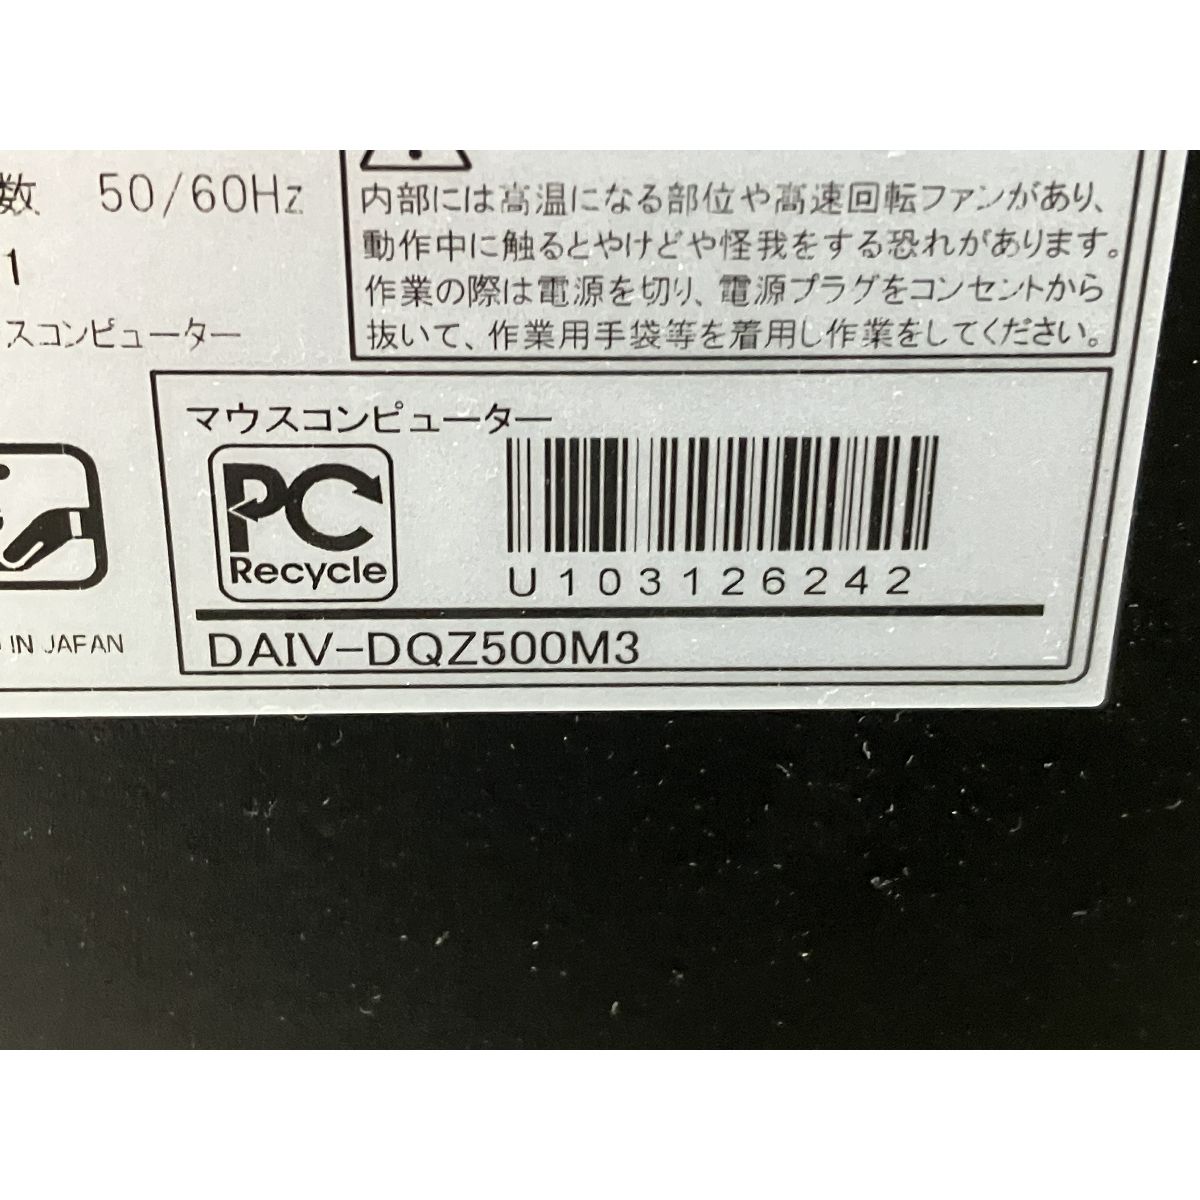 数 50/60Hz
1
スコンピューター
IN JAPAN
内部には高温になる部位や高速回転ファンがあり、
動作中に触るとやけどや怪我をする恐れがあります。
作業の際は電源を切り、電源プラグをコンセントから
抜いて、作業用手袋等を着用し作業をしてください。
マウスコンピューター
PC
Recycle
U103126242
DAIV-DQZ500M3